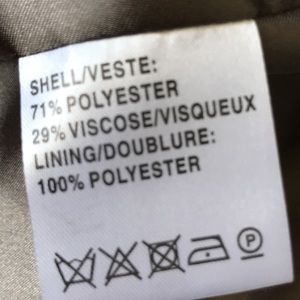 SHELL/VESTE:
71% POLYESTER
29% VISCOSE/VISQUEUX
LINING/DOUBLURE:
100% POLYESTER
P